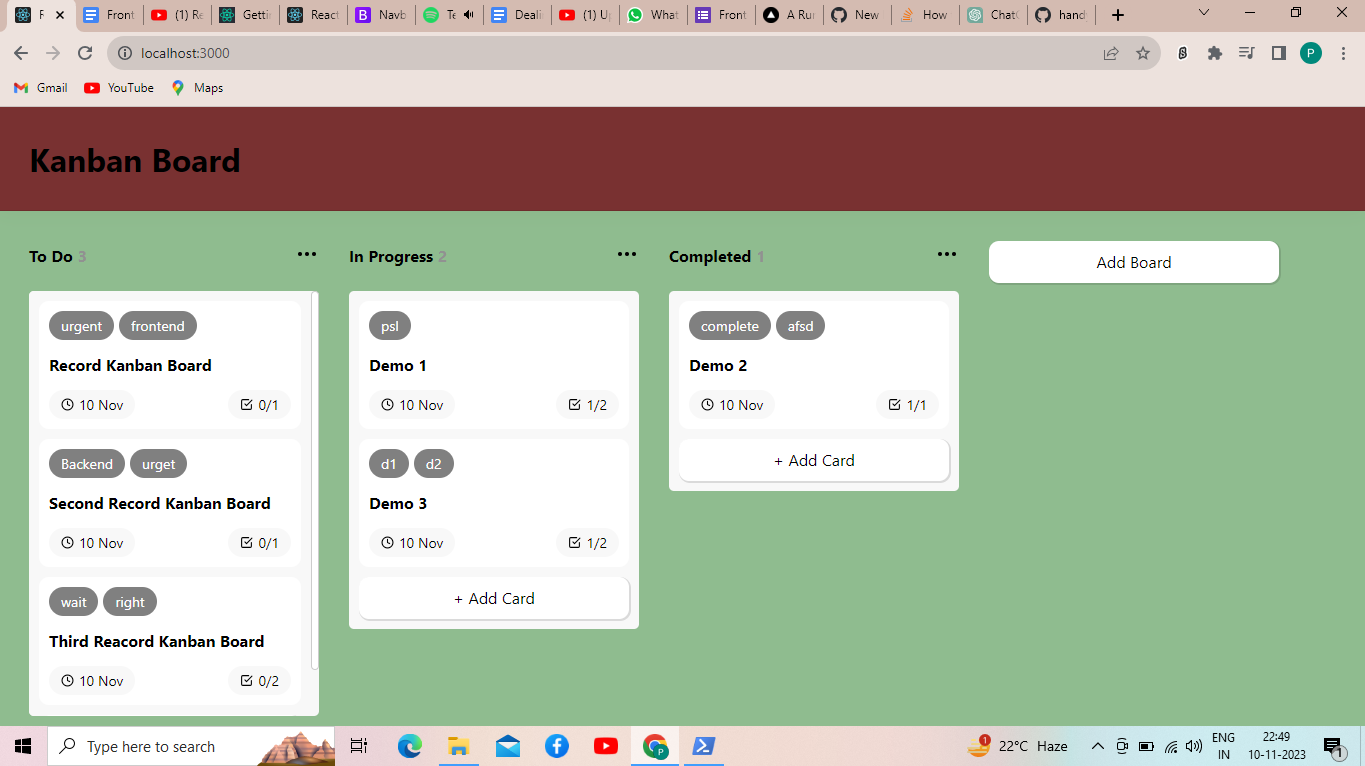 (1) Re
Getti
React
B Navb
Te
Deali
(1) U
What
Front
A Ru
New
How
Chat
hand
localhost:3000
P
Gmail YouTube Maps
Kanban Board
To Do 3
urgent frontend
Record Kanban Board
10 Nov 0/1
Backend urget
Second Record Kanban Board
10 Nov 0/1
wait right
Third Reacord Kanban Board
10 Nov 0/2
In Progress 2
psl
Demo 1
10 Nov 1/2
d1 d2
Demo 3
10 Nov 1/2
+ Add Card
Completed 1
complete afsd
Demo 2
10 Nov 1/1
+ Add Card
Add Board
Type here to search
1
22°C Haze
ENG
IN
22:49
10-11-2023
1